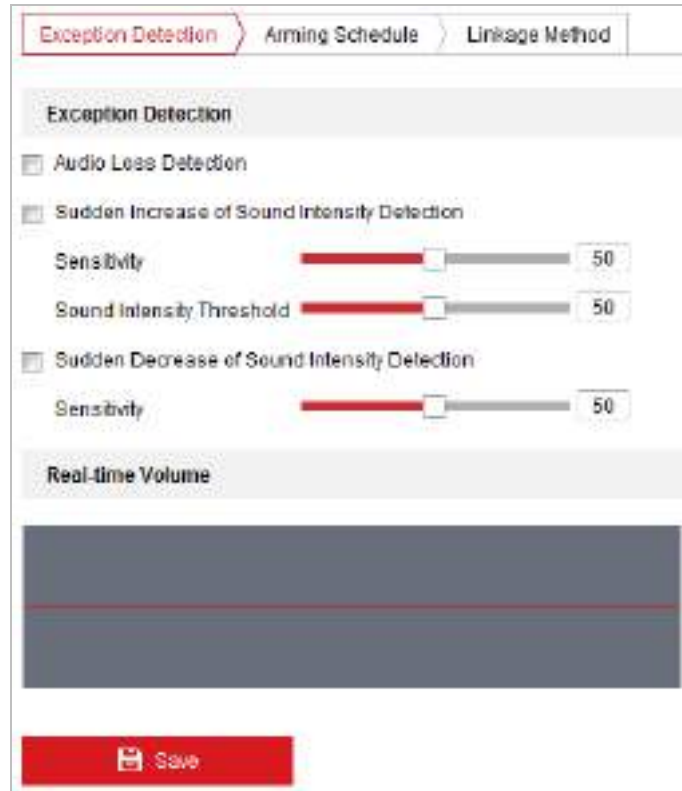 Exception Detection Arming Schedule Linkage Method
Exception Detection
Audio Loss Detection
Sudden Increase of Sound Intensity Detection
Sensitivity 50
Sound Intensity Threshold 50
Sudden Decrease of Sound Intensity Detection
Sensitivity 50
Real-time Volume
Save